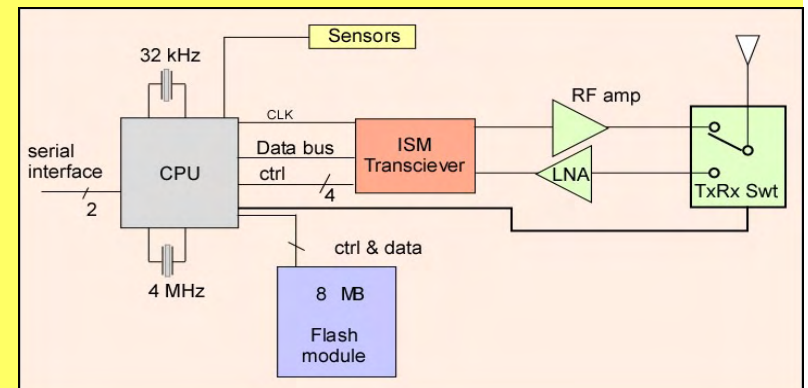 Sensors
32 kHz
RF amp
CLK
ISM
Transciever
Data bus
serial
interface
CPU
ctrl
LNA
TxRx Swt
2
4
ctrl & data
4 MHz
8 MB
Flash
module